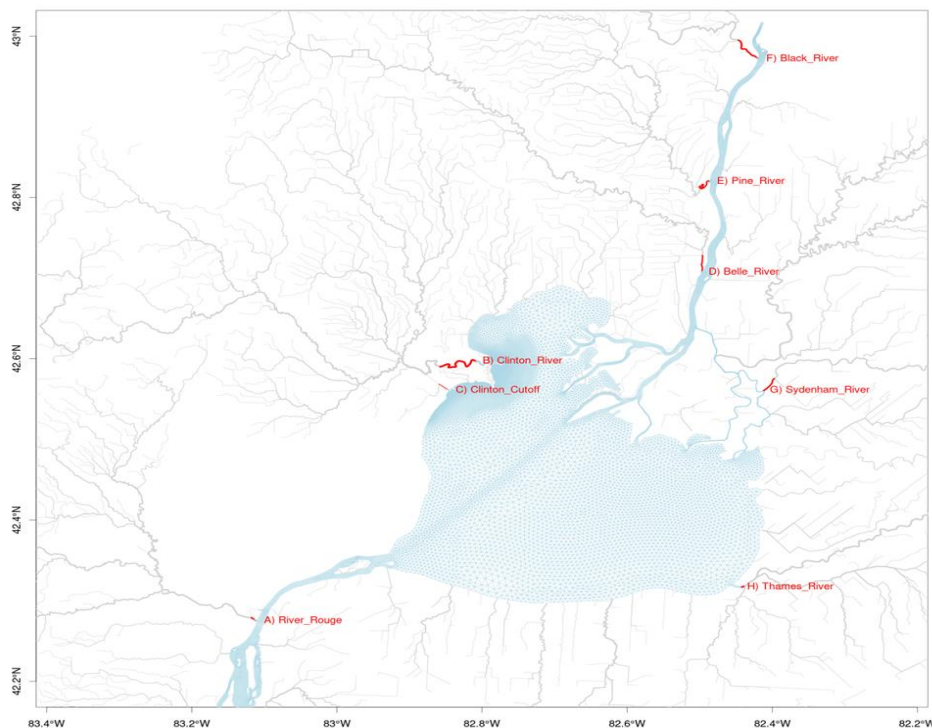 43°N
F) Black_River
E) Pine_River
42.8°N
D) Belle_River
B) Clinton_River
42.6°N
C) Clinton_Cutoff
G) Sydenham_River
42.4°N
H) Thames_River
A) River_Rouge
42.2°N
83.4°W 83.2°W 83°W 82.8°W 82.6°W 82.4°W 82.2°W